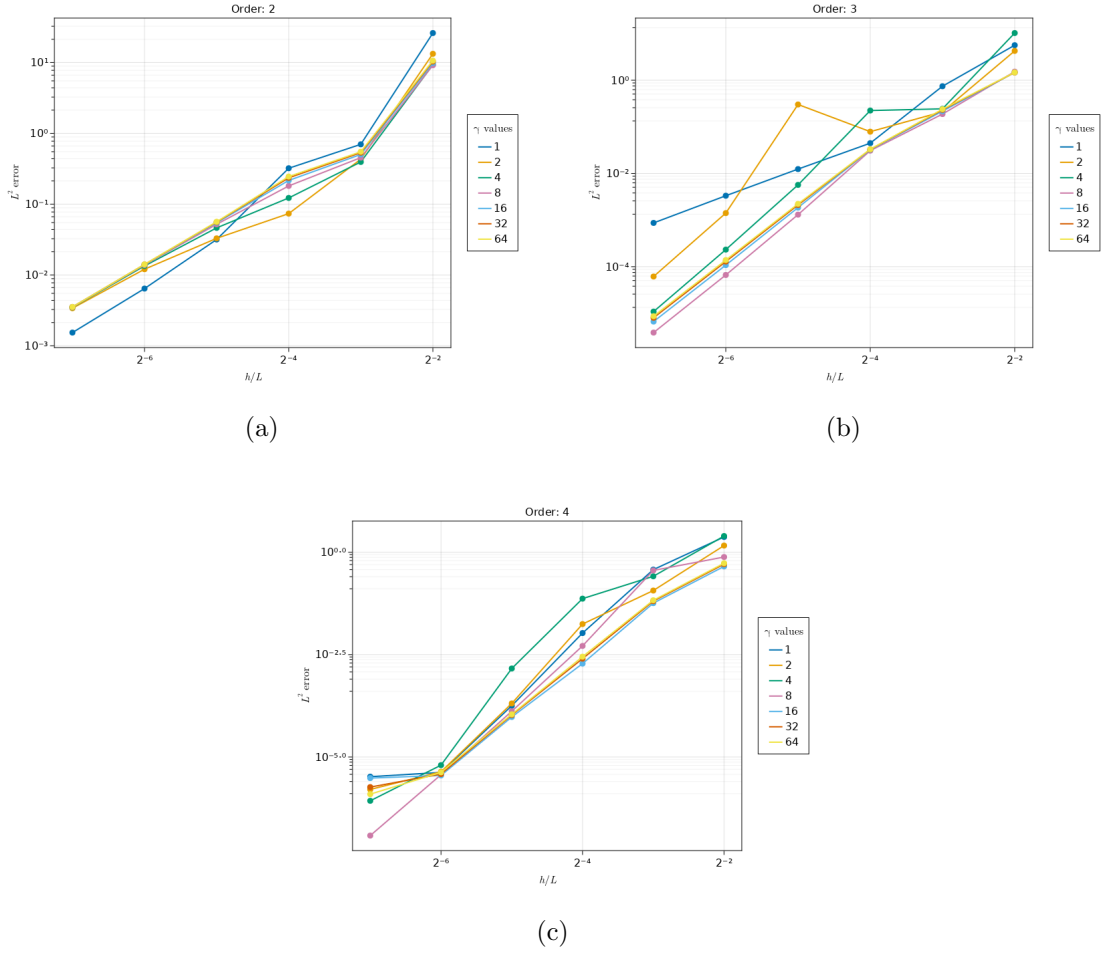 Order: 2
10¹
10⁰
10⁻¹
10⁻²
10⁻³
L² error
2⁻⁶
2⁻⁴
2⁻²
h/L
γ values
1
2
4
8
16
32
64
(a)
Order: 3
10⁰
10⁻²
10⁻⁴
L² error
2⁻⁶
2⁻⁴
2⁻²
h/L
γ values
1
2
4
8
16
32
64
(b)
Order: 4
10⁰·⁰
10⁻²·⁵
10⁻⁵·⁰
L² error
2⁻⁶
2⁻⁴
2⁻²
h/L
γ values
1
2
4
8
16
32
64
(c)